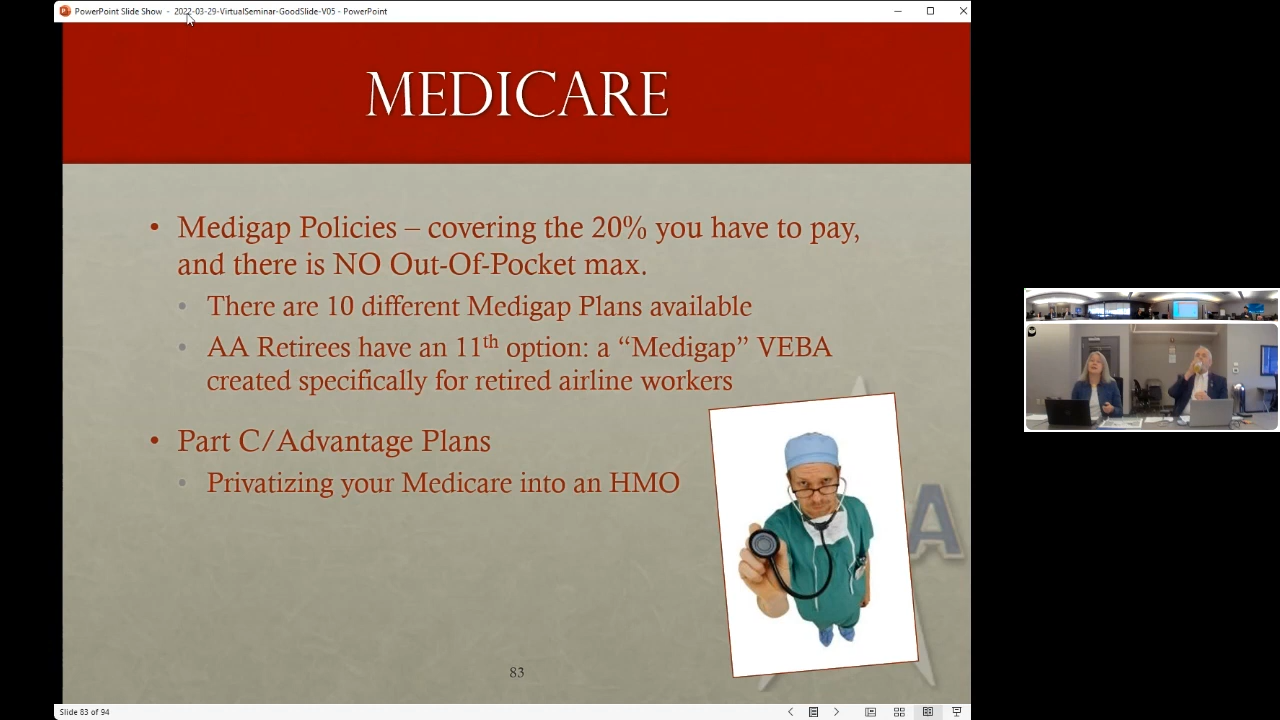 PowerPoint Slide Show - 2022-03-29-VirtualSeminar-GoodSlide-V05 - PowerPoint
MEDICARE
• Medigap Policies – covering the 20% you have to pay,
and there is NO Out-Of-Pocket max.
• There are 10 different Medigap Plans available
• AA Retirees have an 11th option: a “Medigap” VEBA
created specifically for retired airline workers
• Part C/Advantage Plans
• Privatizing your Medicare into an HMO
A
83
Slide 83 of 94